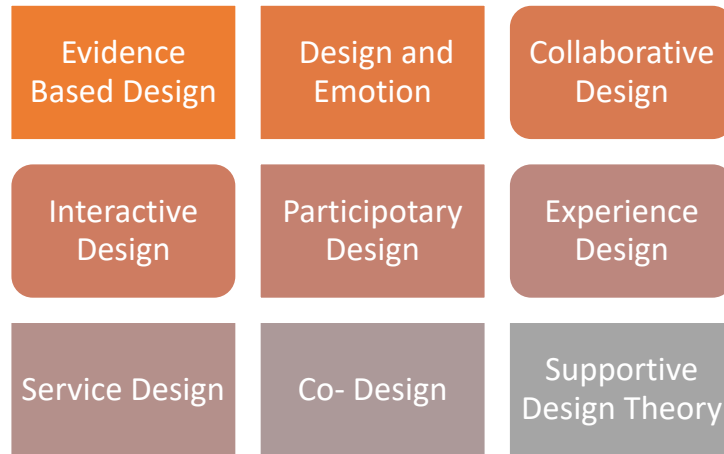 Evidence
Based Design
Design and
Emotion
Collaborative
Design
Interactive
Design
Participotary
Design
Experience
Design
Service Design
Co- Design
Supportive
Design Theory